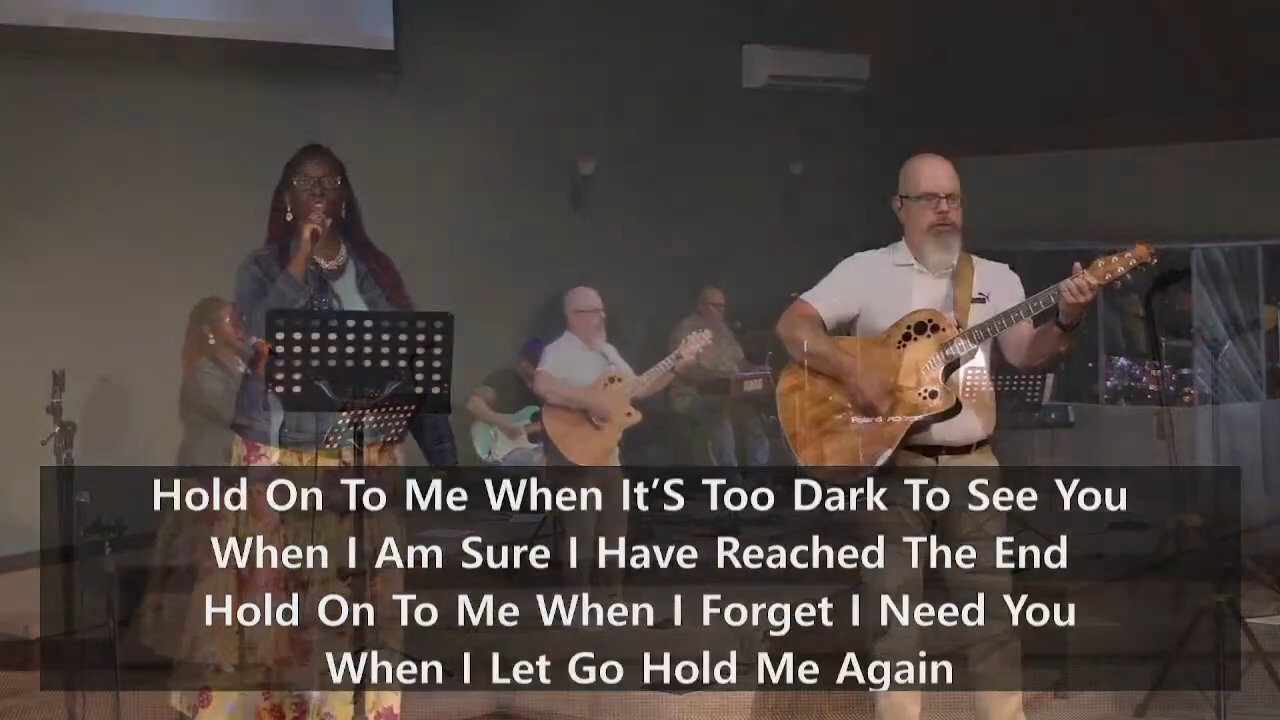 Hold On To Me When It’S Too Dark To See You
When I Am Sure I Have Reached The End
Hold On To Me When I Forget I Need You
When I Let Go Hold Me Again
Roland